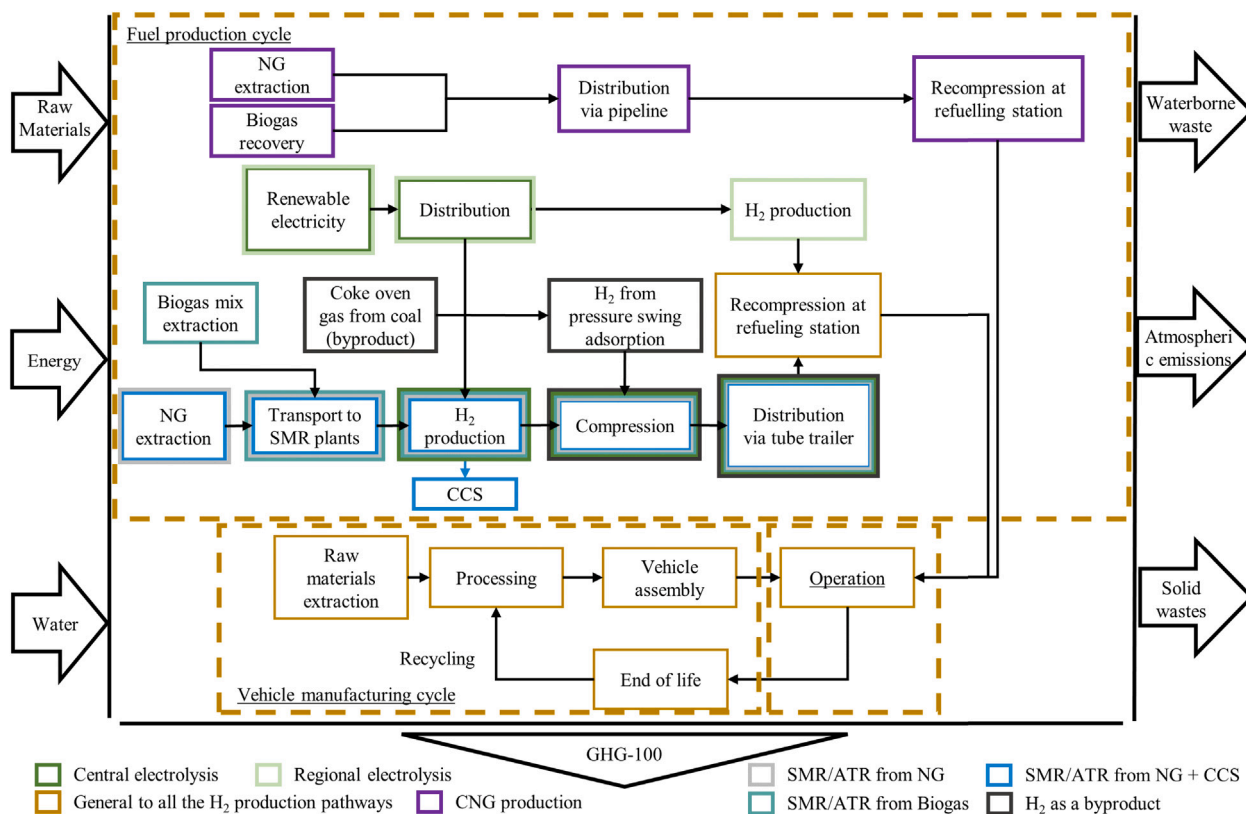 Fuel production cycle
NG
extraction
Biogas
recovery
Distribution
via pipeline
Recompression at
refuelling station
Raw
Materials
Waterborne
waste
Renewable
electricity
Distribution
H2 production
Biogas mix
extraction
Coke oven
gas from coal
(byproduct)
H2 from
pressure swing
adsorption
Recompression at
refueling station
Energy
Atmospheri
c emissions
NG
extraction
Transport to
SMR plants
H2
production
Compression
Distribution
via tube trailer
CCS
Raw
materials
extraction
Processing
Vehicle
assembly
Operation
Water
Solid
wastes
Recycling
End of life
Vehicle manufacturing cycle
GHG-100
Central electrolysis
Regional electrolysis
SMR/ATR from NG
SMR/ATR from NG + CCS
General to all the H2 production pathways
CNG production
SMR/ATR from Biogas
H2 as a byproduct